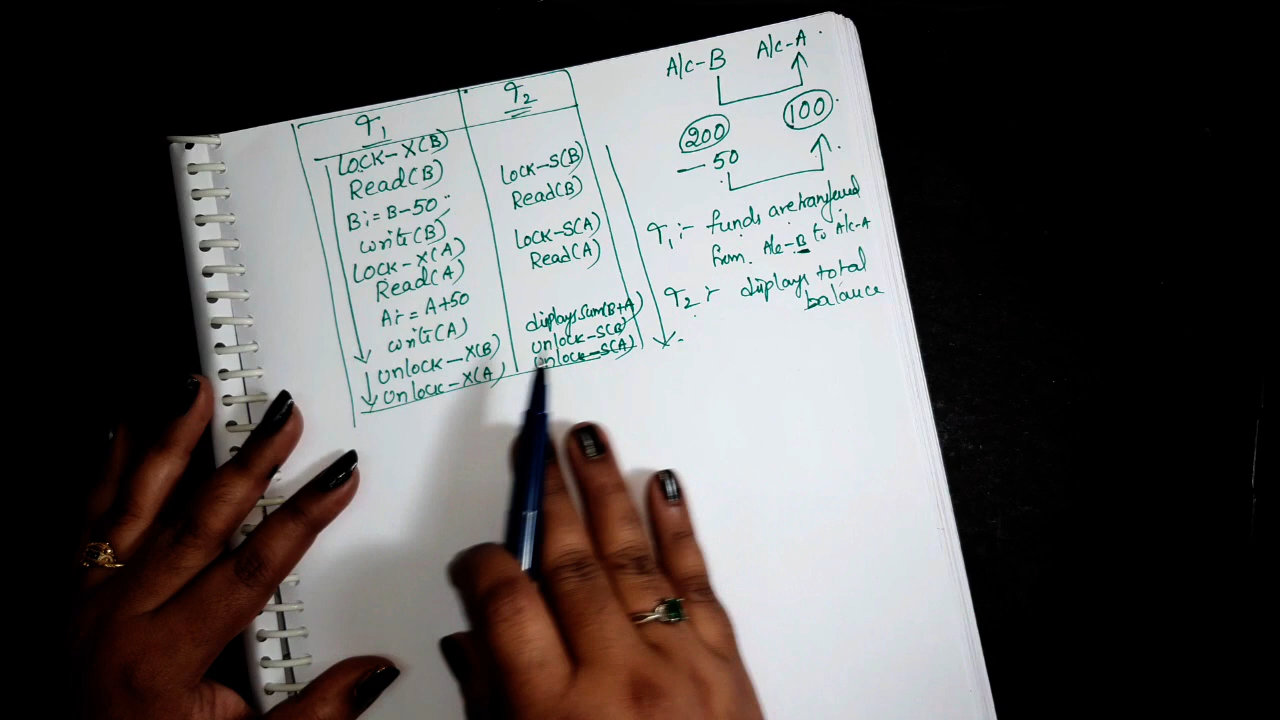 T1
Lock-X(B)
Read(B)
B:=B-50
write(B)
Lock-X(A)
Read(A)
A:=A+50
write(A)
Unlock-X(B)
Unlock-X(A)
T2
Lock-S(B)
Read(B)
Lock-S(A)
Read(A)
displays sum(B+A)
Unlock-S(B)
Unlock-S(A)
A/c-B A/c-A
200 100
-50
T1:- funds are transferred
from A/c-B to A/c-A
T2:- displays total
balance